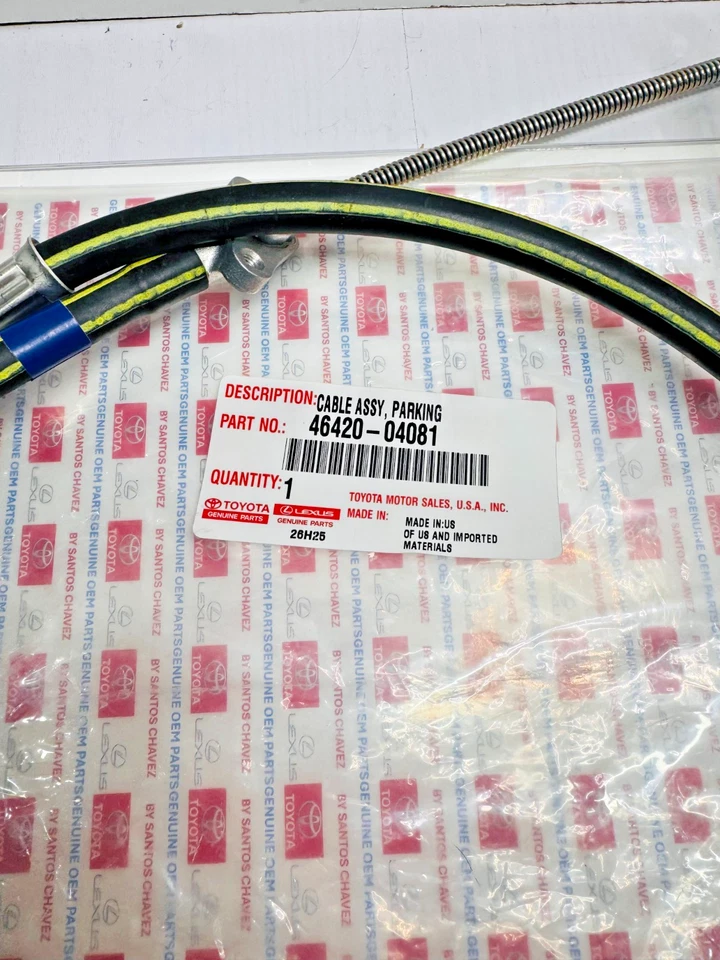 DESCRIPTION: CABLE ASSY, PARKING
PART NO.: 46420-04081
QUANTITY: 1
TOYOTA
GENUINE PARTS
LEXUS
GENUINE PARTS
26H25
TOYOTA MOTOR SALES, U.S.A., INC.
MADE IN:
MADE IN:US
OF US AND IMPORTED
MATERIALS
GENUINE OEM PARTS
BY SANTOS CHAVEZ
TOYOTA
LEXUS